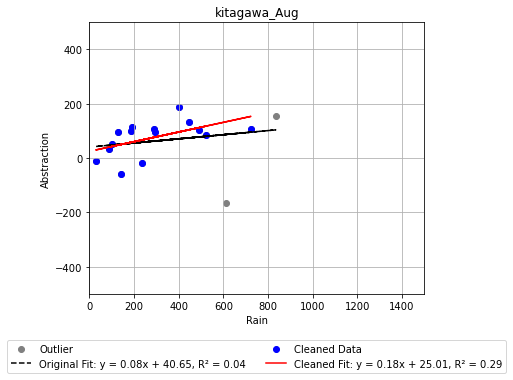 kitagawa_Aug
400
200
0
−200
−400
Abstraction
0 200 400 600 800 1000 1200 1400
Rain
Outlier
Original Fit: y = 0.08x + 40.65, R² = 0.04
Cleaned Data
Cleaned Fit: y = 0.18x + 25.01, R² = 0.29